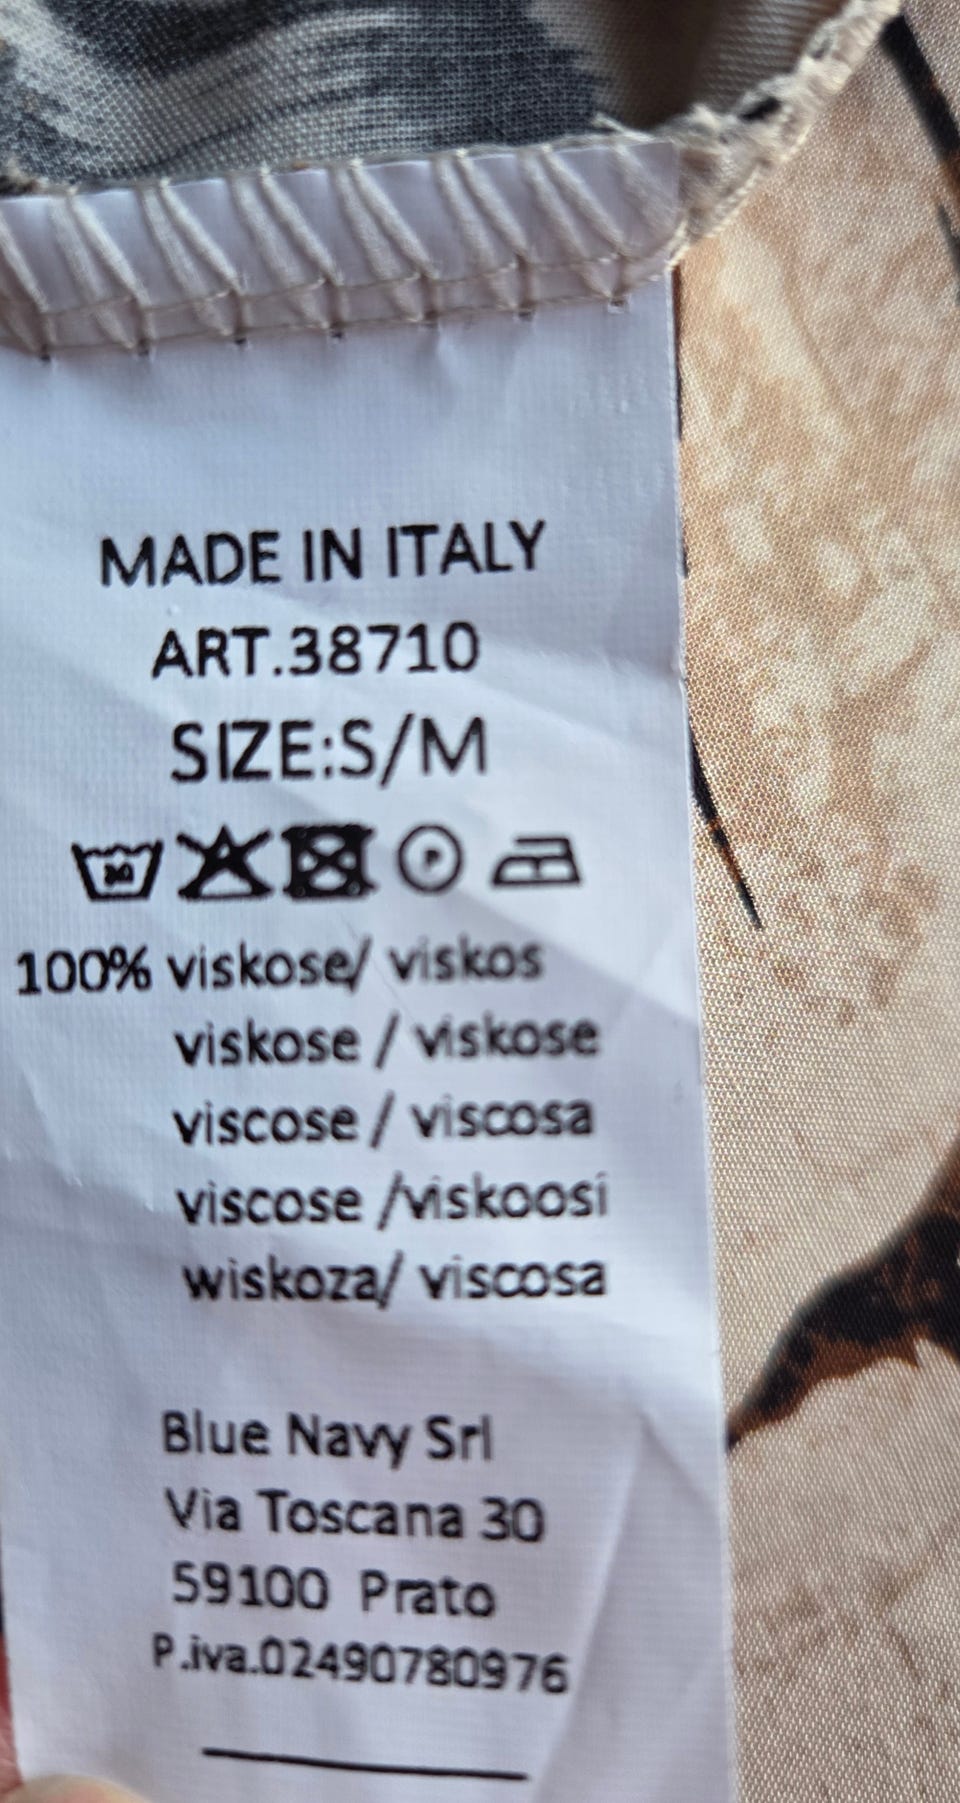 MADE IN ITALY
ART.38710
SIZE:S/M
30 P
100% viskose/ viskos
viskose / viskose
viscose / viscosa
viscose /viskoosi
wiskoza/ viscosa
Blue Navy Srl
Via Toscana 30
59100 Prato
P.iva.02490780976